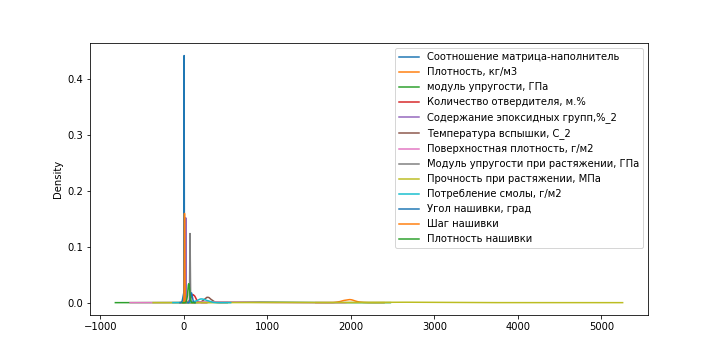 Соотношение матрица-наполнитель
Плотность, кг/м3
модуль упругости, ГПа
Количество отвердителя, м.%
Содержание эпоксидных групп,%_2
Температура вспышки, С_2
Поверхностная плотность, г/м2
Модуль упругости при растяжении, ГПа
Прочность при растяжении, МПа
Потребление смолы, г/м2
Угол нашивки, град
Шаг нашивки
Плотность нашивки
Density
0.4
0.3
0.2
0.1
0.0
−1000 0 1000 2000 3000 4000 5000